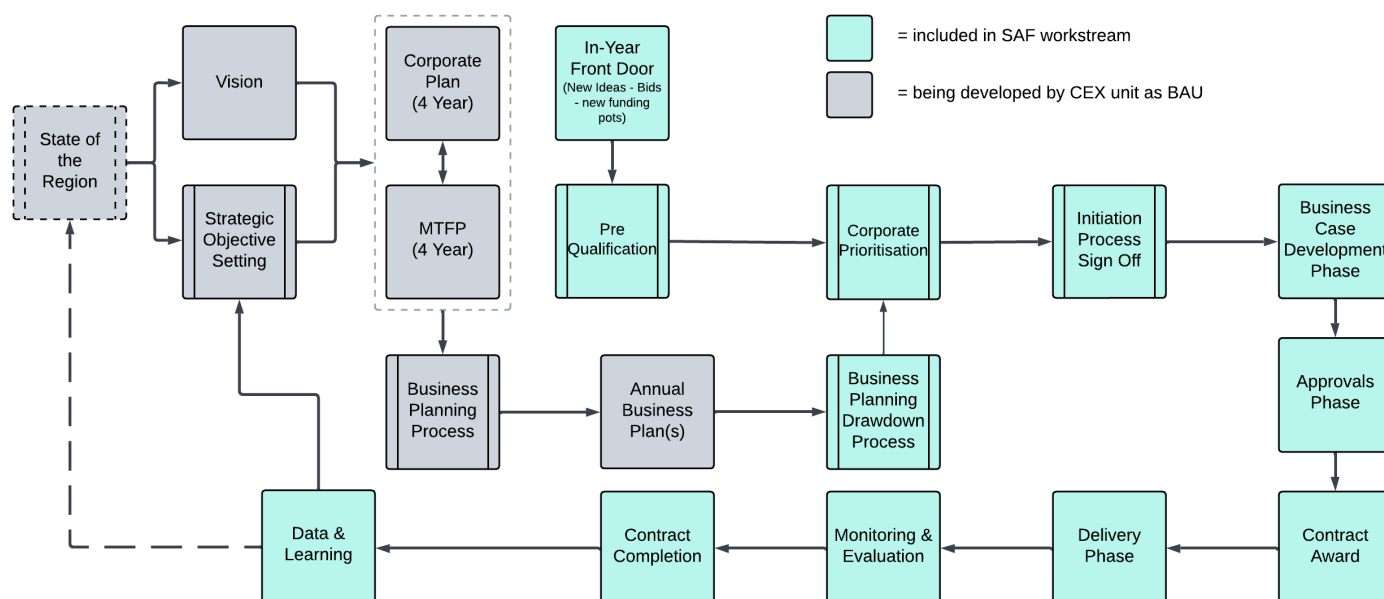 = included in SAF workstream
= being developed by CEX unit as BAU
State of
the
Region
Vision
Strategic
Objective
Setting
Corporate
Plan
(4 Year)
MTFP
(4 Year)
In-Year
Front Door
(New Ideas - Bids
- new funding
pots)
Pre
Qualification
Corporate
Prioritisation
Initiation
Process
Sign Off
Business
Case
Development
Phase
Business
Planning
Process
Annual
Business
Plan(s)
Business
Planning
Drawdown
Process
Approvals
Phase
Data &
Learning
Contract
Completion
Monitoring &
Evaluation
Delivery
Phase
Contract
Award